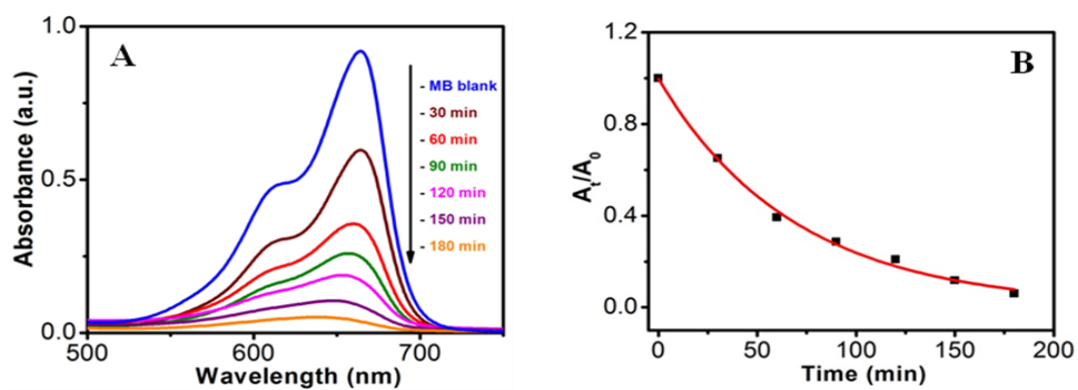 A
Absorbance (a.u.)
1.0
0.5
0.0
500
600
700
Wavelength (nm)
- MB blank
- 30 min
- 60 min
- 90 min
- 120 min
- 150 min
- 180 min
B
At/A0
1.2
0.8
0.4
0.0
0
50
100
150
200
Time (min)